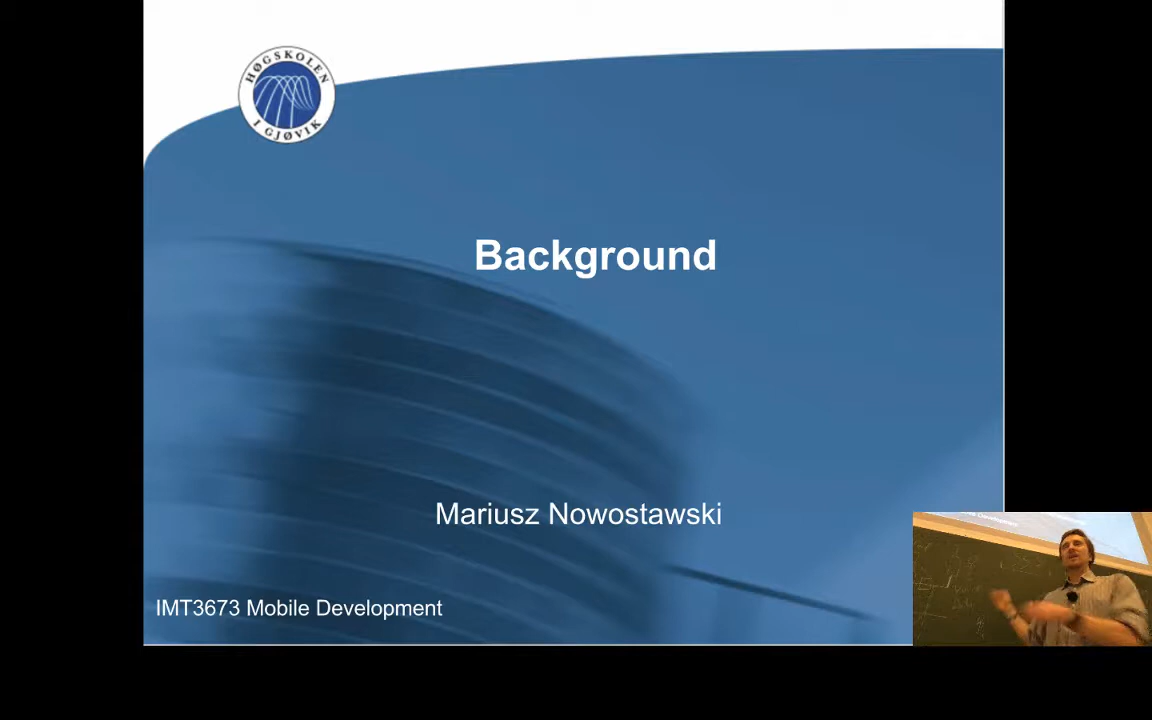 HØGSKOLEN
I GJØVIK
Background
Mariusz Nowostawski
IMT3673 Mobile Development